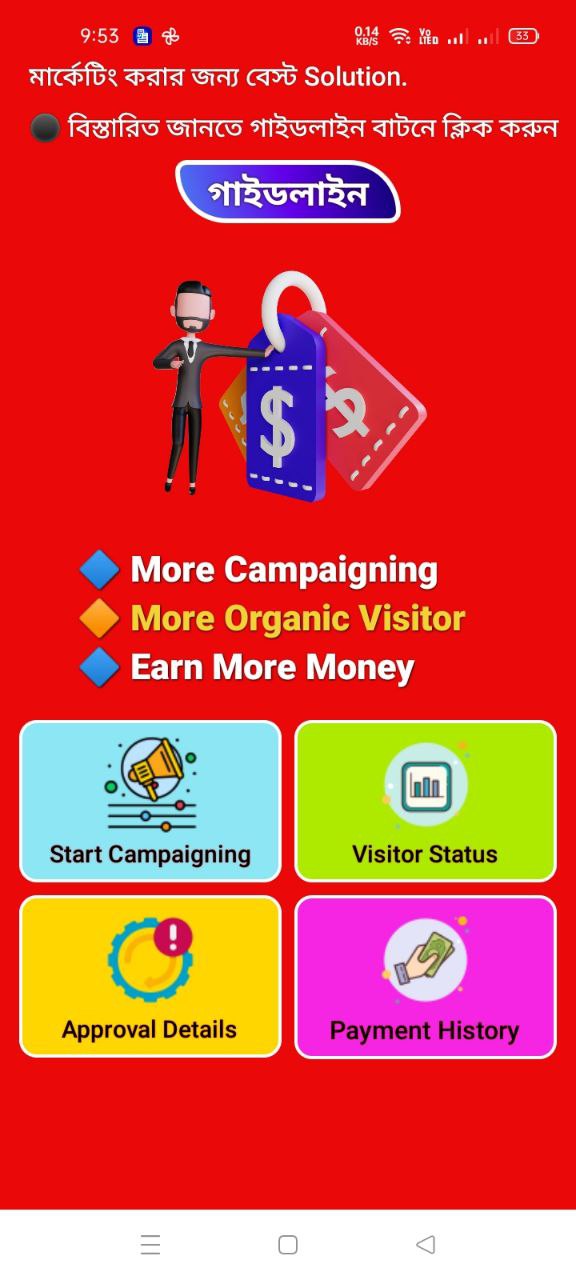 9:53
0.14 KB/S
Vo LTED
33
মার্কেটিং করার জন্য বেস্ট Solution.
বিস্তারিত জানতে গাইডলাইন বাটনে ক্লিক করুন
গাইডলাইন
$ $
More Campaigning
More Organic Visitor
Earn More Money
Start Campaigning
Visitor Status
!
Approval Details
Payment History